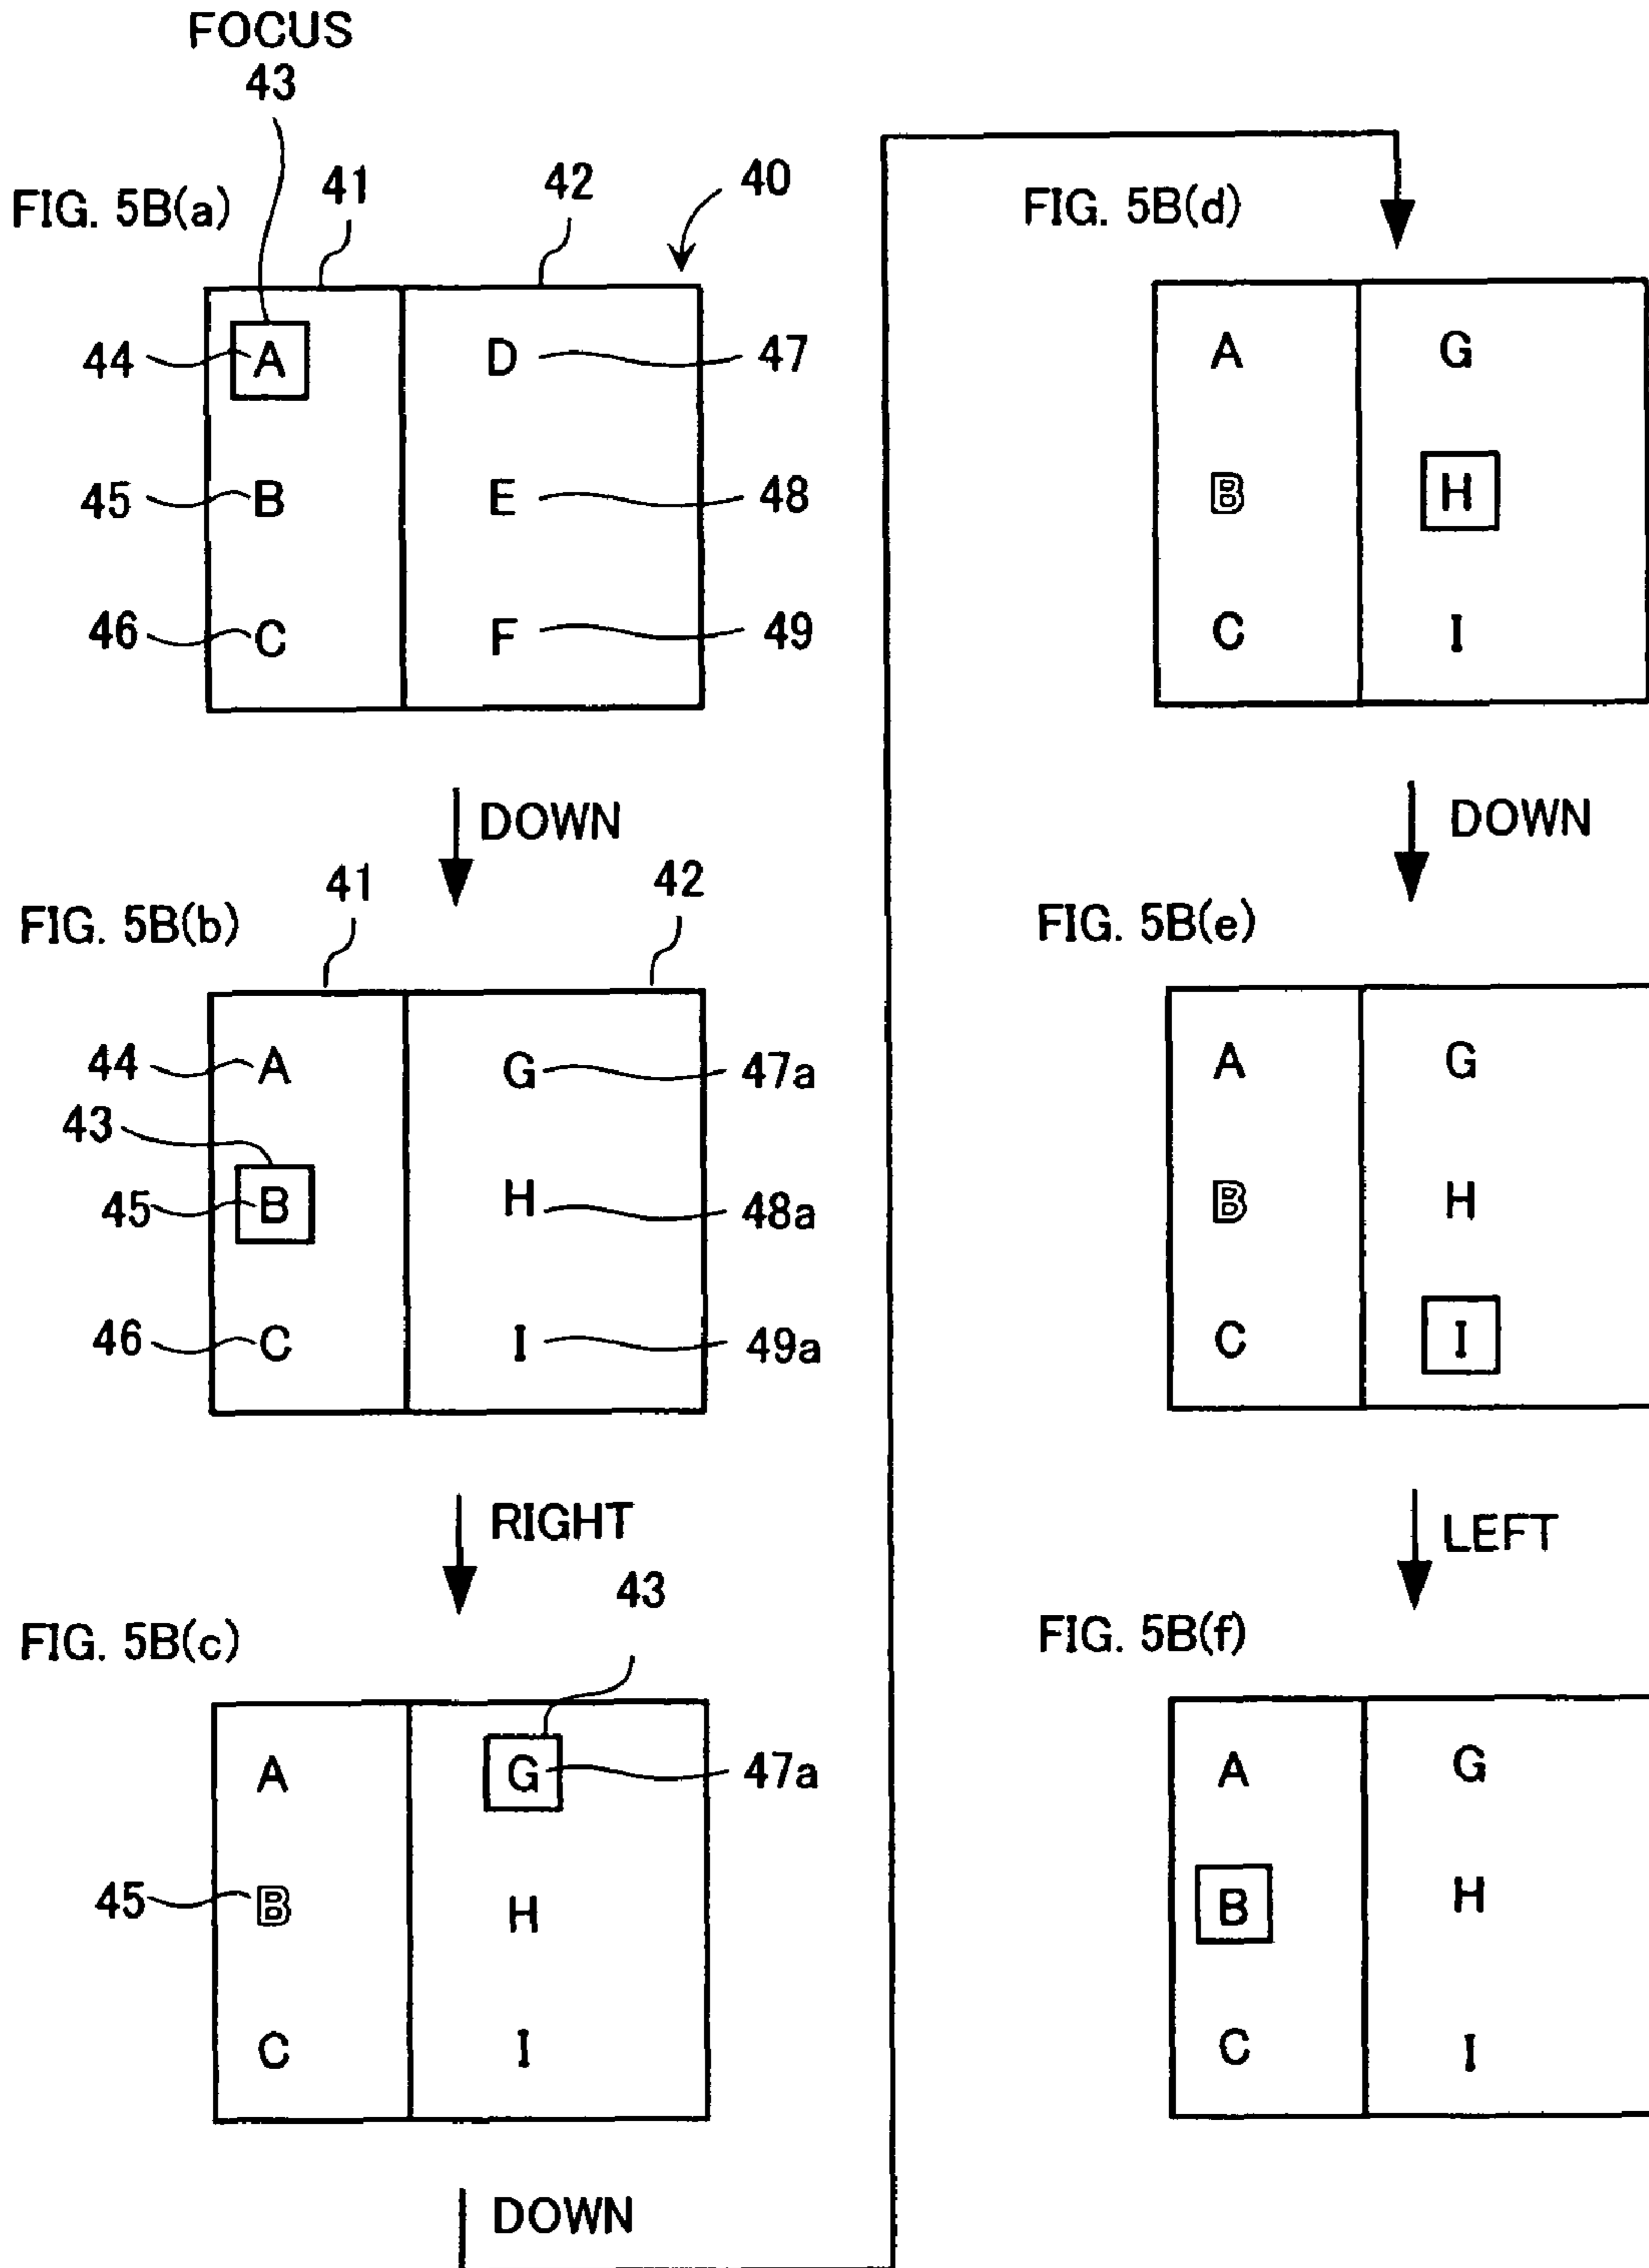 FOCUS
43
FIG. 5B(a)
41
42
40
44 A D 47
45 B E 48
46 C F 49
DOWN
FIG. 5B(b)
41
42
44 A G 47a
43
45 B H 48a
46 C I 49a
RIGHT
FIG. 5B(c)
43
A G 47a
45 B H
C I
DOWN
FIG. 5B(d)
A G
B H
C I
DOWN
FIG. 5B(e)
A G
B H
C I
LEFT
FIG. 5B(f)
A G
B H
C I